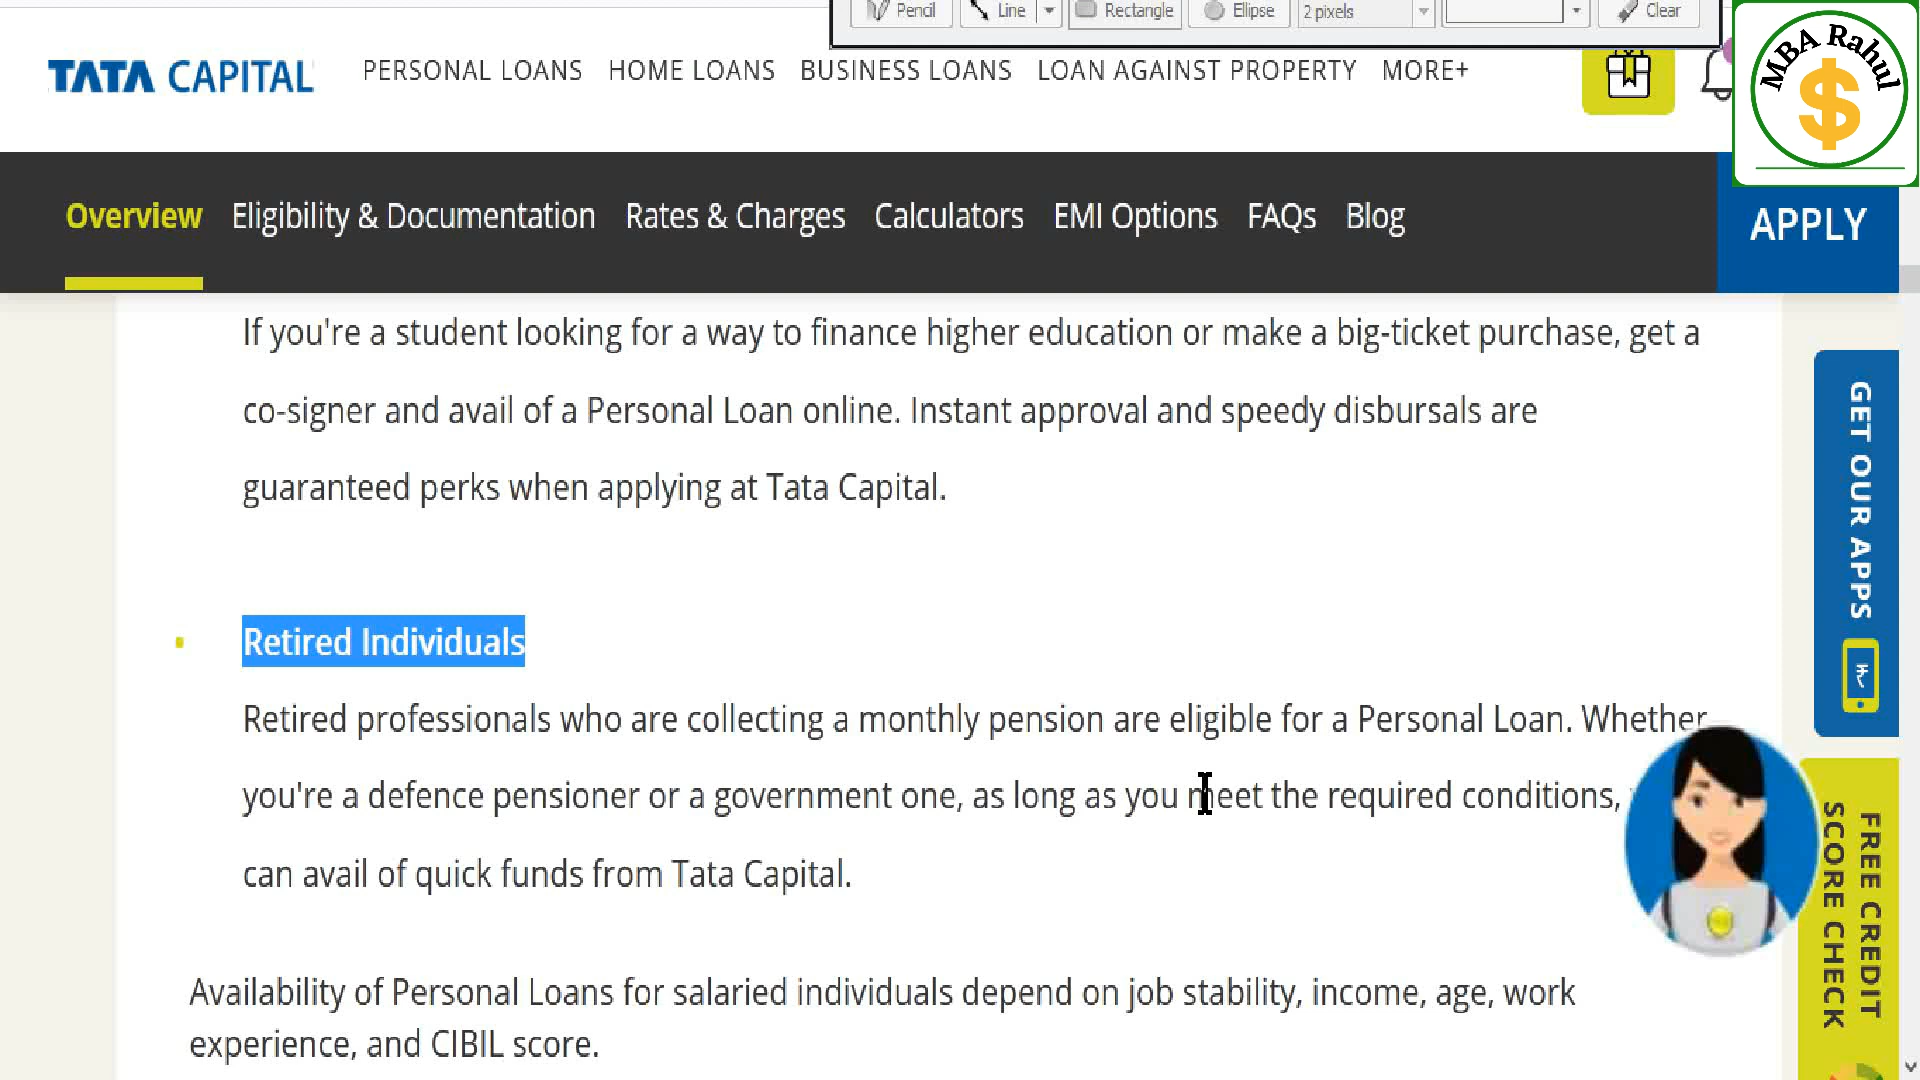 Pencil Line Rectangle Ellipse 2 pixels Clear
MBA Rahul
$
TATA CAPITAL PERSONAL LOANS HOME LOANS BUSINESS LOANS LOAN AGAINST PROPERTY MORE+
Overview Eligibility & Documentation Rates & Charges Calculators EMI Options FAQs Blog APPLY
If you're a student looking for a way to finance higher education or make a big-ticket purchase, get a
co-signer and avail of a Personal Loan online. Instant approval and speedy disbursals are
guaranteed perks when applying at Tata Capital.
Retired Individuals
Retired professionals who are collecting a monthly pension are eligible for a Personal Loan. Whether
you're a defence pensioner or a government one, as long as you meet the required conditions,
can avail of quick funds from Tata Capital.
Availability of Personal Loans for salaried individuals depend on job stability, income, age, work
experience, and CIBIL score.
GET OUR APPS
FREE CREDIT
SCORE CHECK